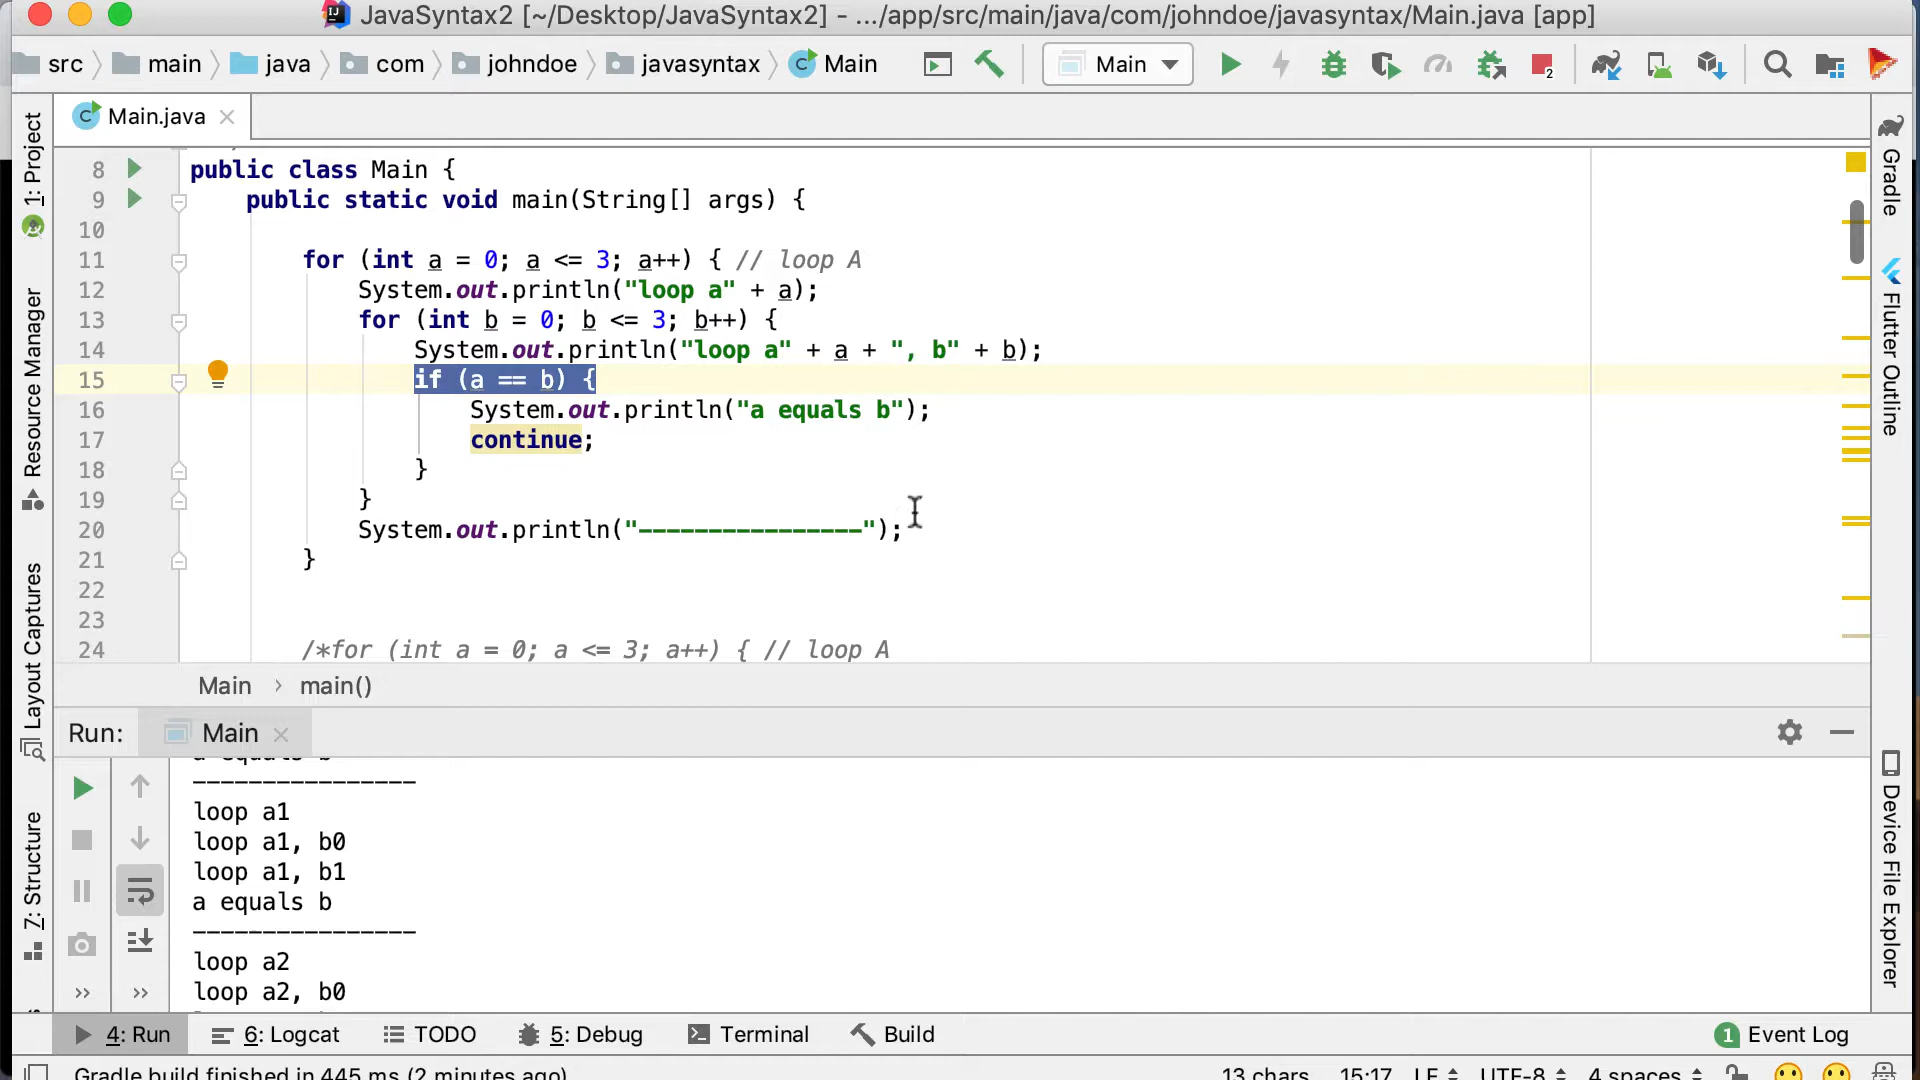 JavaSyntax2 [~/Desktop/JavaSyntax2] - .../app/src/main/java/com/johndoe/javasyntax/Main.java [app]
src main java com johndoe javasyntax Main Main 2
Main.java
8 public class Main {
9 public static void main(String[] args) {
10
11 for (int a = 0; a <= 3; a++) { // loop A
12 System.out.println("loop a" + a);
13 for (int b = 0; b <= 3; b++) {
14 System.out.println("loop a" + a + ", b" + b);
15 if (a == b) {
16 System.out.println("a equals b");
17 continue;
18 }
19 }
20 System.out.println("----------------");
21 }
22
23
24 /*for (int a = 0; a <= 3; a++) { // loop A
Main › main()
Run: Main
a equals b
----------------
loop a1
loop a1, b0
loop a1, b1
a equals b
----------------
loop a2
loop a2, b0
4: Run 6: Logcat TODO 5: Debug Terminal Build 1 Event Log
Gradle build finished in 445 ms (2 minutes ago) 13 chars 15:17 LF UTF-8 4 spaces
1: Project
Resource Manager
Layout Captures
7: Structure
Gradle
Flutter Outline
Device File Explorer